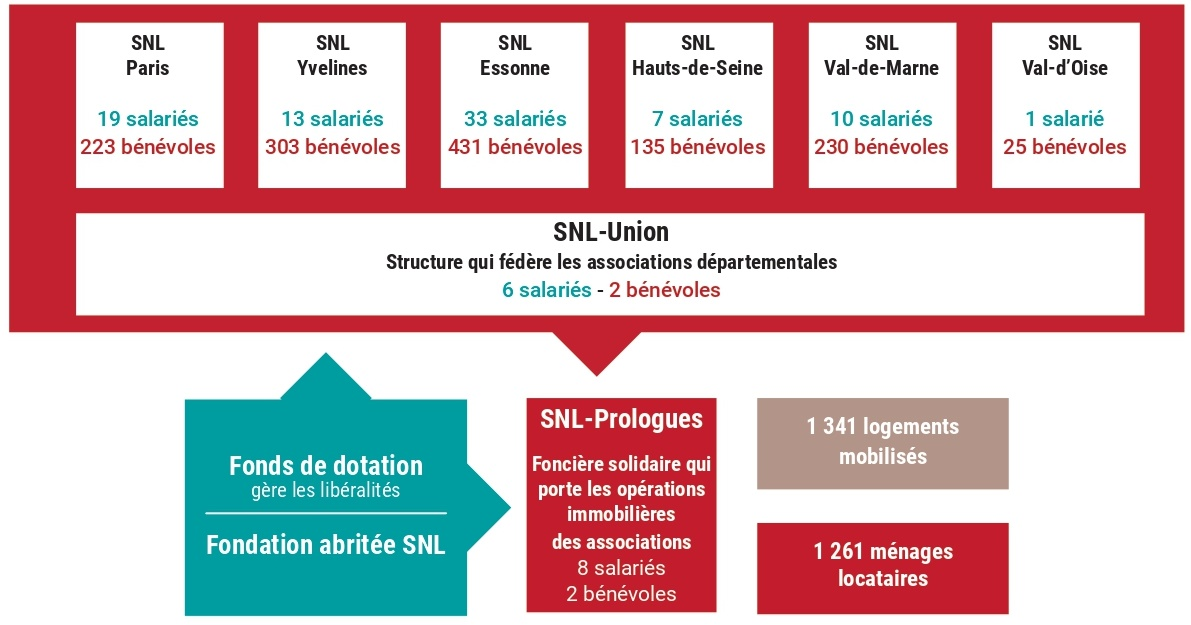 SNL
Paris
19 salariés
223 bénévoles
SNL
Yvelines
13 salariés
303 bénévoles
SNL
Essonne
33 salariés
431 bénévoles
SNL
Hauts-de-Seine
7 salariés
135 bénévoles
SNL
Val-de-Marne
10 salariés
230 bénévoles
SNL
Val-d’Oise
1 salarié
25 bénévoles
SNL-Union
Structure qui fédère les associations départementales
6 salariés - 2 bénévoles
Fonds de dotation
gère les libéralités
Fondation abritée SNL
SNL-Prologues
Foncière solidaire qui
porte les opérations
immobilières
des associations
8 salariés
2 bénévoles
1 341 logements
mobilisés
1 261 ménages
locataires